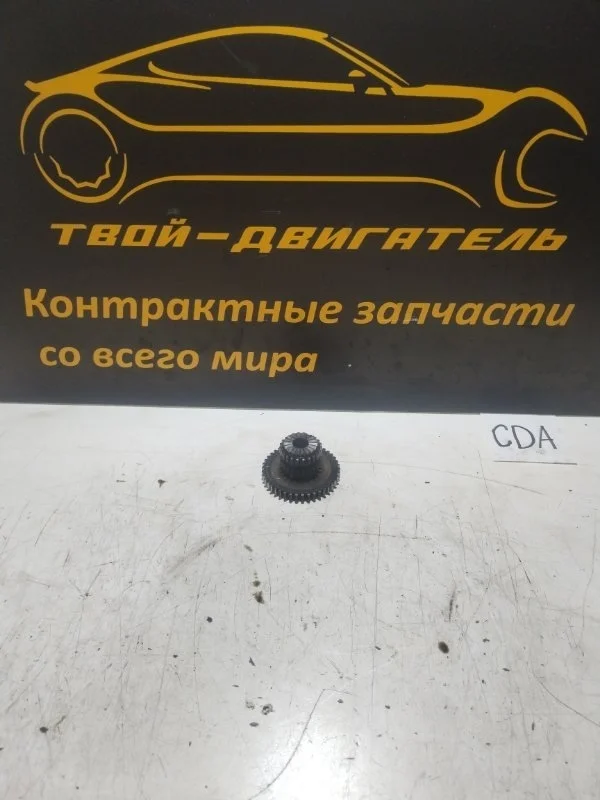 ТВОЙ-ДВИГАТЕЛЬ
Контрактные запчасти
со всего мира
CDA